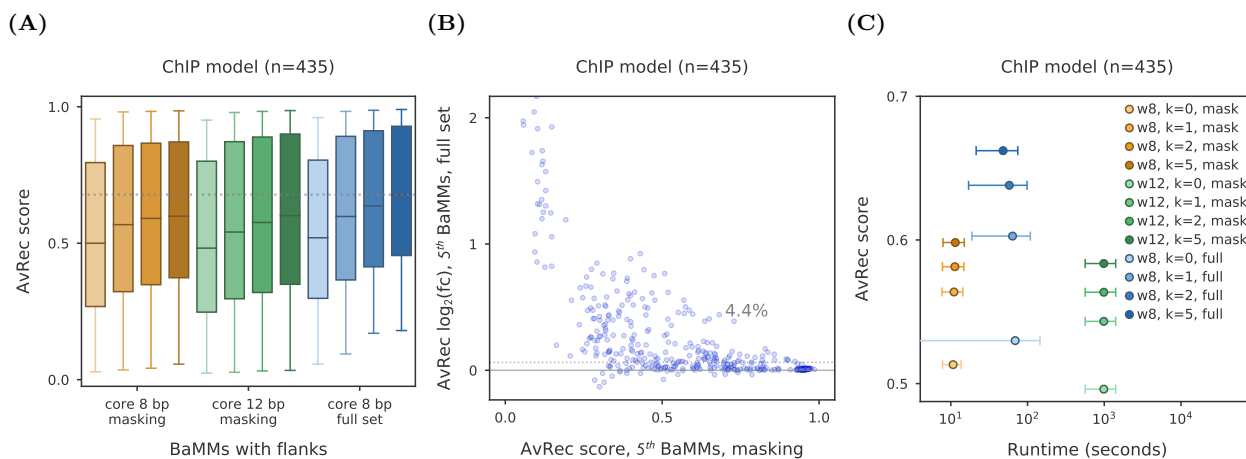 (A)
ChIP model (n=435)
1.0
0.5
0.0
AvRec score
core 8 bp
masking
core 12 bp
masking
core 8 bp
full set
BaMMs with flanks
(B)
ChIP model (n=435)
2
1
0
AvRec log2(fc), 5th BaMMs, full set
4.4%
0.0
0.5
1.0
AvRec score, 5th BaMMs, masking
(C)
ChIP model (n=435)
0.7
0.6
0.5
AvRec score
w8, k=0, mask
w8, k=1, mask
w8, k=2, mask
w8, k=5, mask
w12, k=0, mask
w12, k=1, mask
w12, k=2, mask
w12, k=5, mask
w8, k=0, full
w8, k=1, full
w8, k=2, full
w8, k=5, full
10^1
10^2
10^3
10^4
Runtime (seconds)